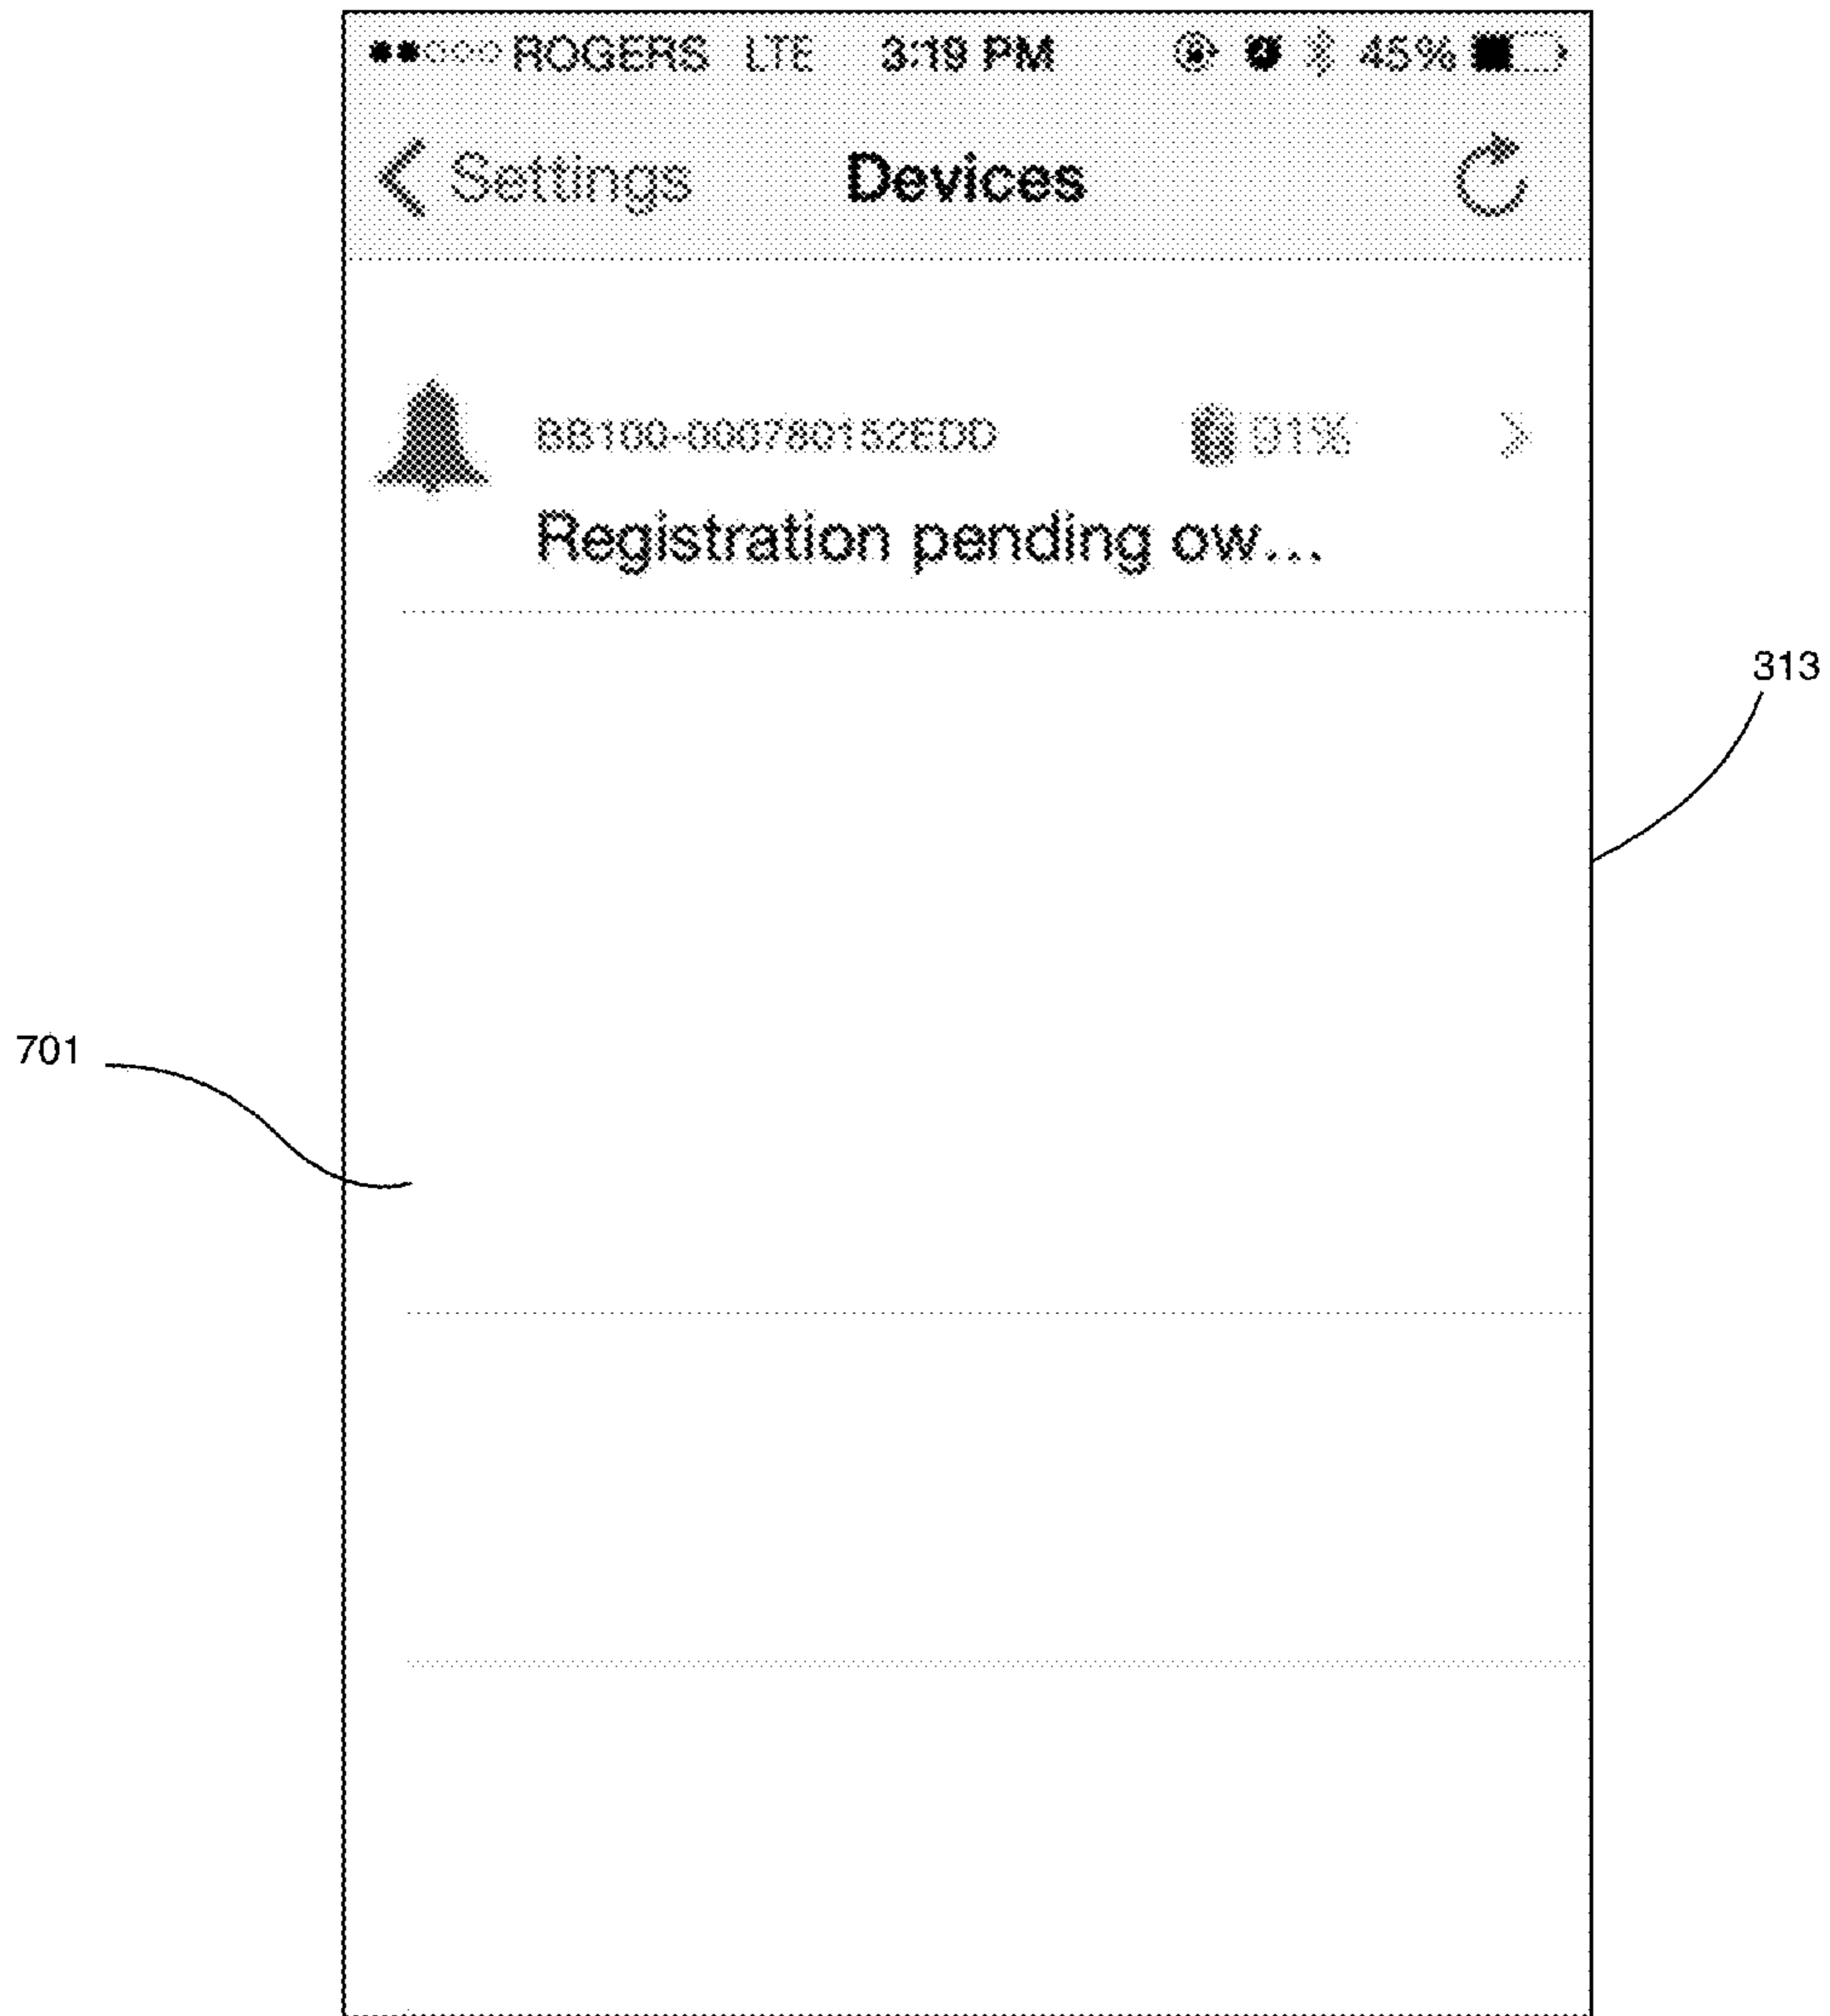 ROGERS LTE 3:19 PM 45%
Settings Devices
BB100-000780152EDD 91%
Registration pending ow...
313
701